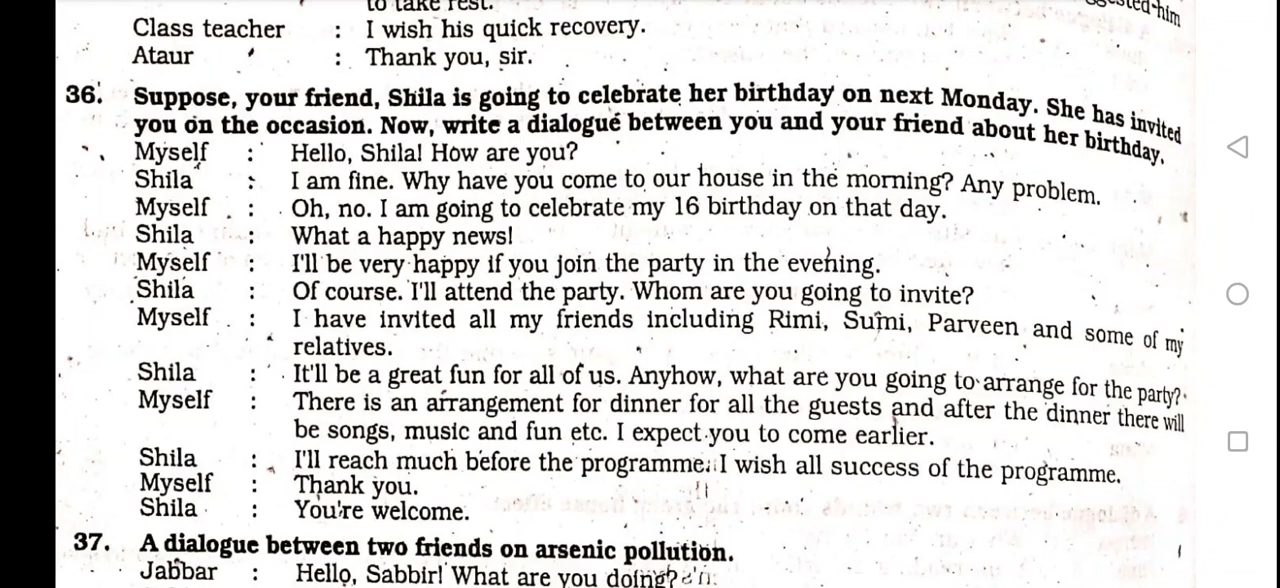 to take rest.
ested him
Class teacher : I wish his quick recovery.
Ataur : Thank you, sir.
36. Suppose, your friend, Shila is going to celebrate her birthday on next Monday. She has invited
you on the occasion. Now, write a dialogue between you and your friend about her birthday.
Myself : Hello, Shila! How are you?
Shila : I am fine. Why have you come to our house in the morning? Any problem.
Myself : Oh, no. I am going to celebrate my 16 birthday on that day.
Shila : What a happy news!
Myself : I'll be very happy if you join the party in the evening.
Shila : Of course. I'll attend the party. Whom are you going to invite?
Myself : I have invited all my friends including Rimi, Sumi, Parveen and some of my
relatives.
Shila : It'll be a great fun for all of us. Anyhow, what are you going to arrange for the party?
Myself : There is an arrangement for dinner for all the guests and after the dinner there will
be songs, music and fun etc. I expect you to come earlier.
Shila : I'll reach much before the programme. I wish all success of the programme.
Myself : Thank you.
Shila : You're welcome.
37. A dialogue between two friends on arsenic pollution.
Jabbar : Hello, Sabbir! What are you doing?